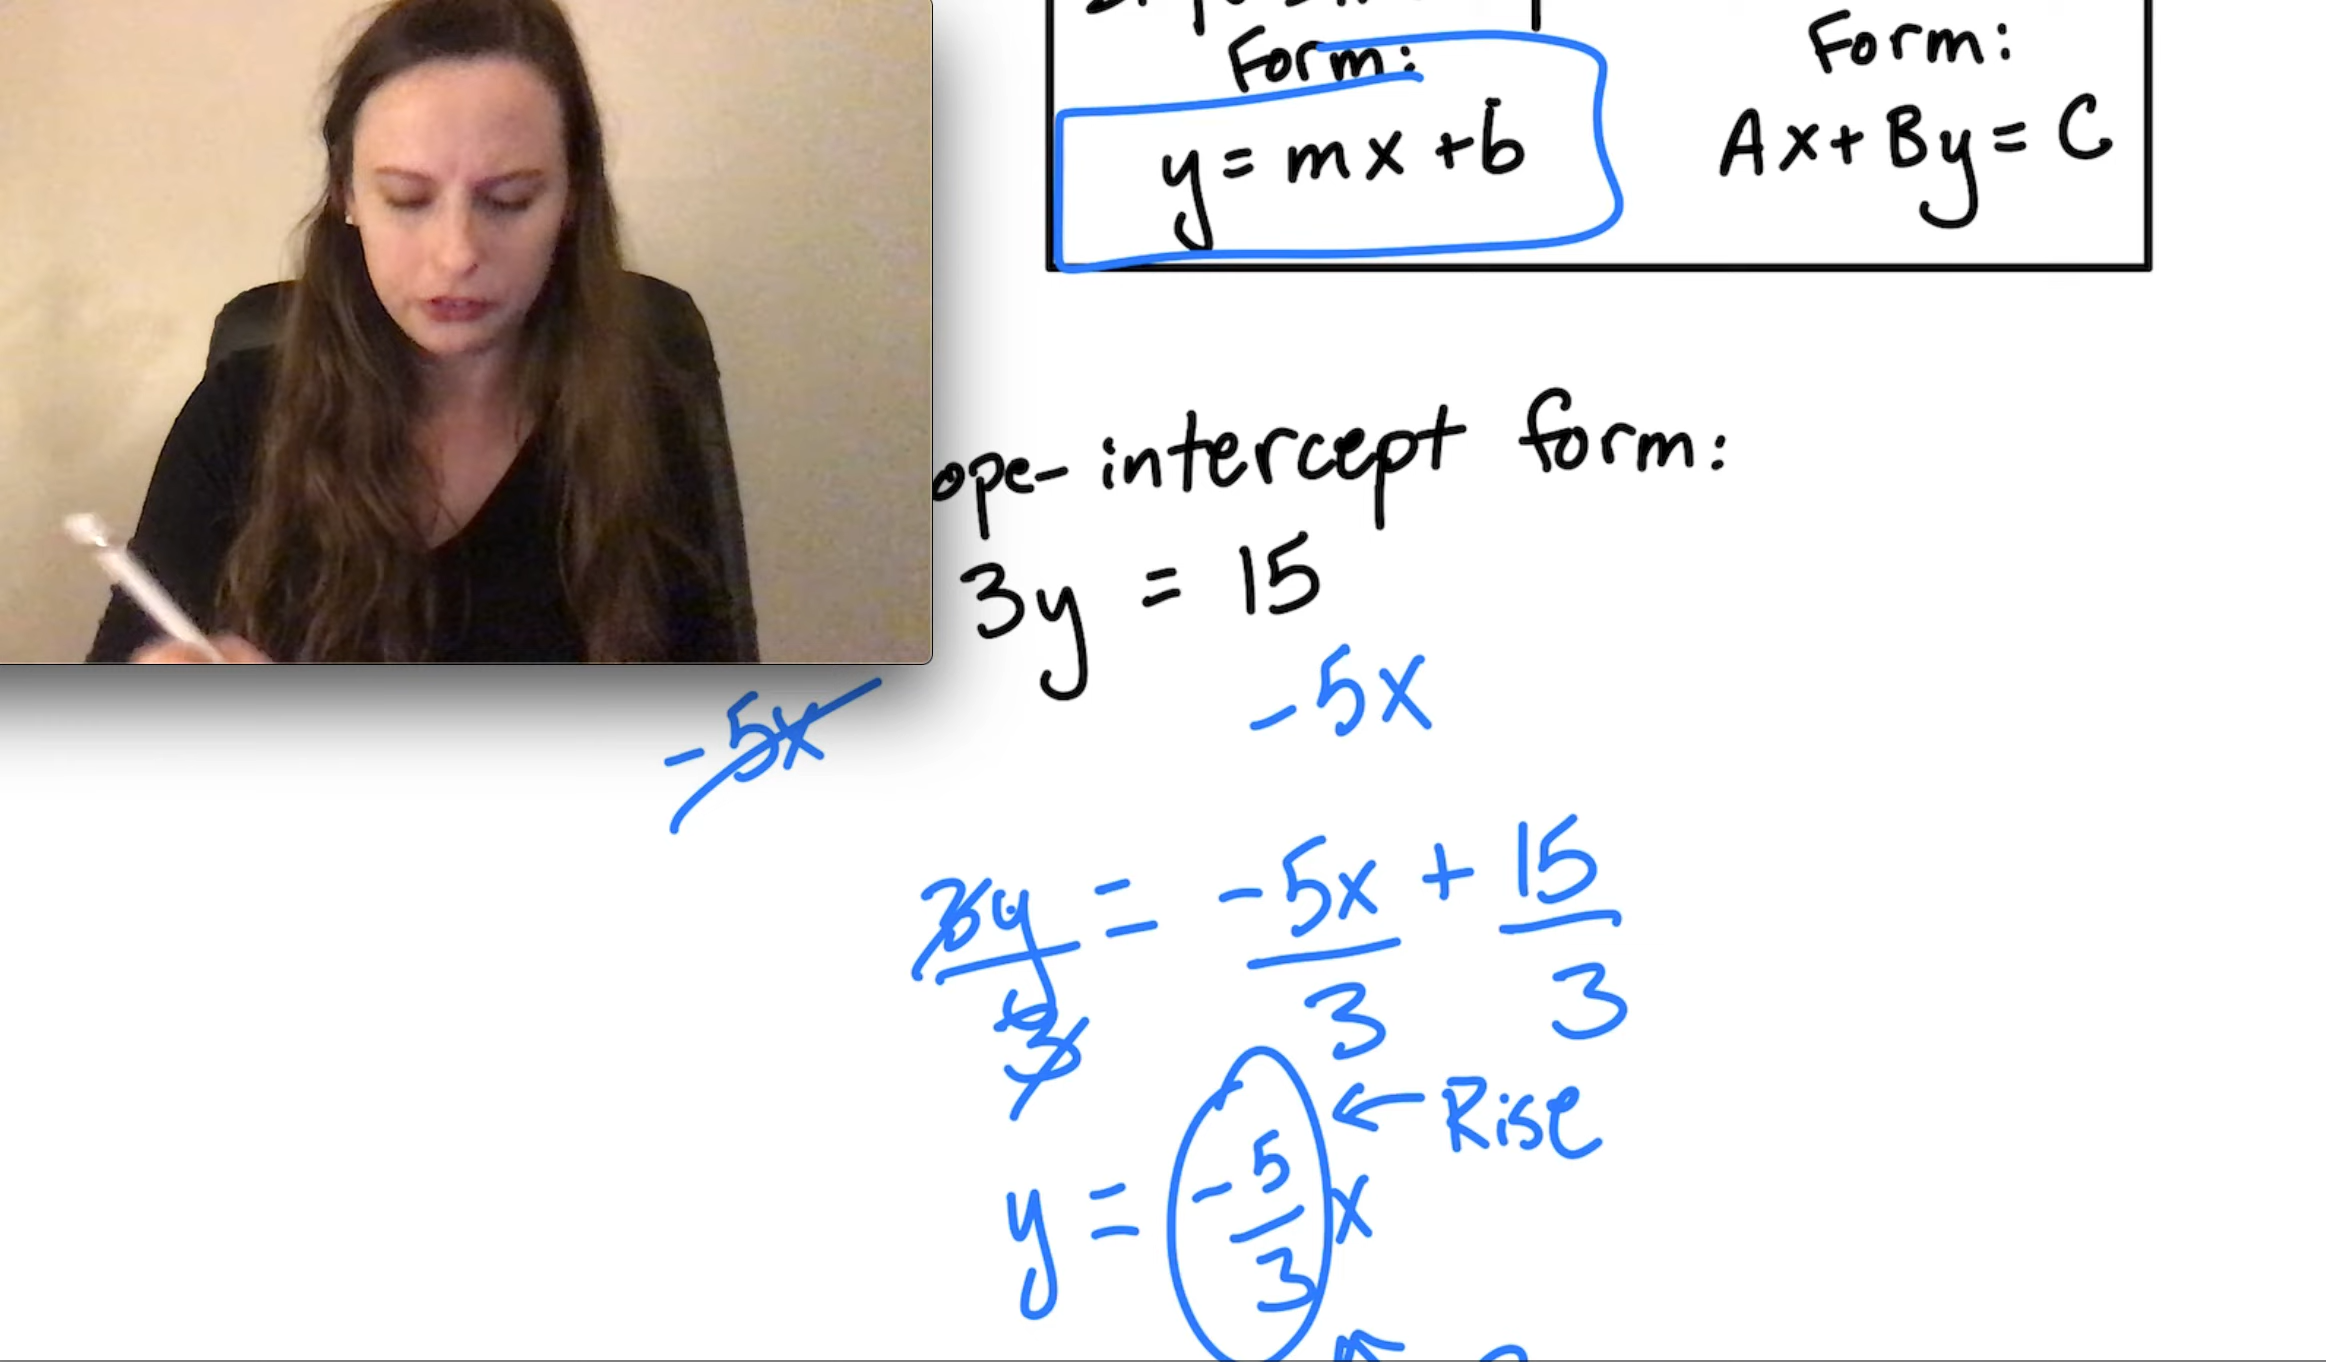 Form:
Form:
y = mx + b
Ax + By = C
ope- intercept form:
3y = 15
-5x
-5x
3y = -5x + 15
3 3 3
← Rise
y = -5/3 x